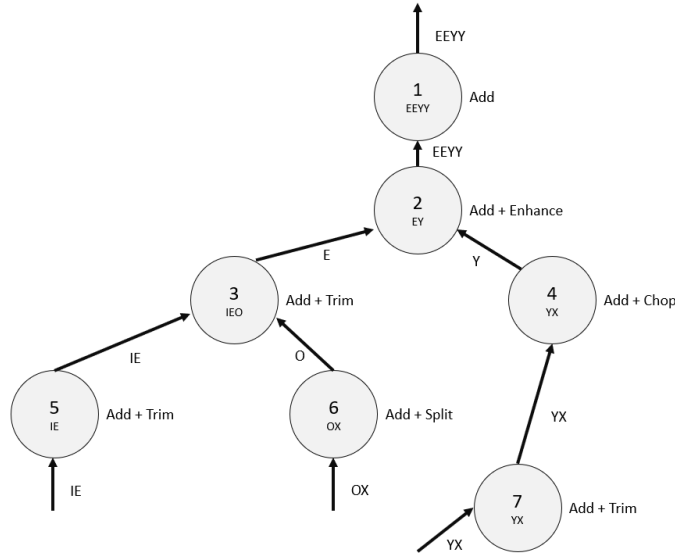 EEYY
1
EEYY
Add
EEYY
2
EY
Add + Enhance
E
Y
3
IEO
Add + Trim
4
YX
Add + Chop
IE
O
5
IE
Add + Trim
6
OX
Add + Split
YX
IE
OX
7
YX
Add + Trim
YX